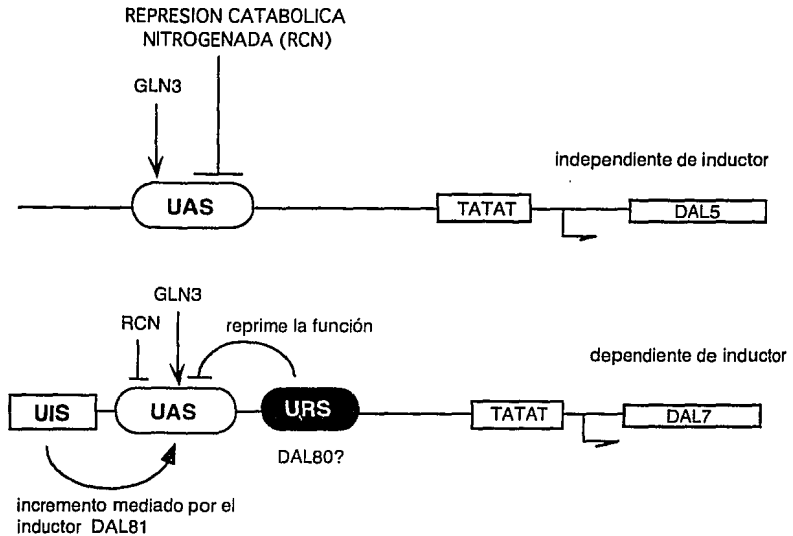 REPRESION CATABOLICA
NITROGENADA (RCN)
GLN3
independiente de inductor
UAS
TATAT
DAL5
GLN3
RCN
reprime la función
dependiente de inductor
UIS
UAS
URS
TATAT
DAL7
DAL80?
incremento mediado por el
inductor DAL81